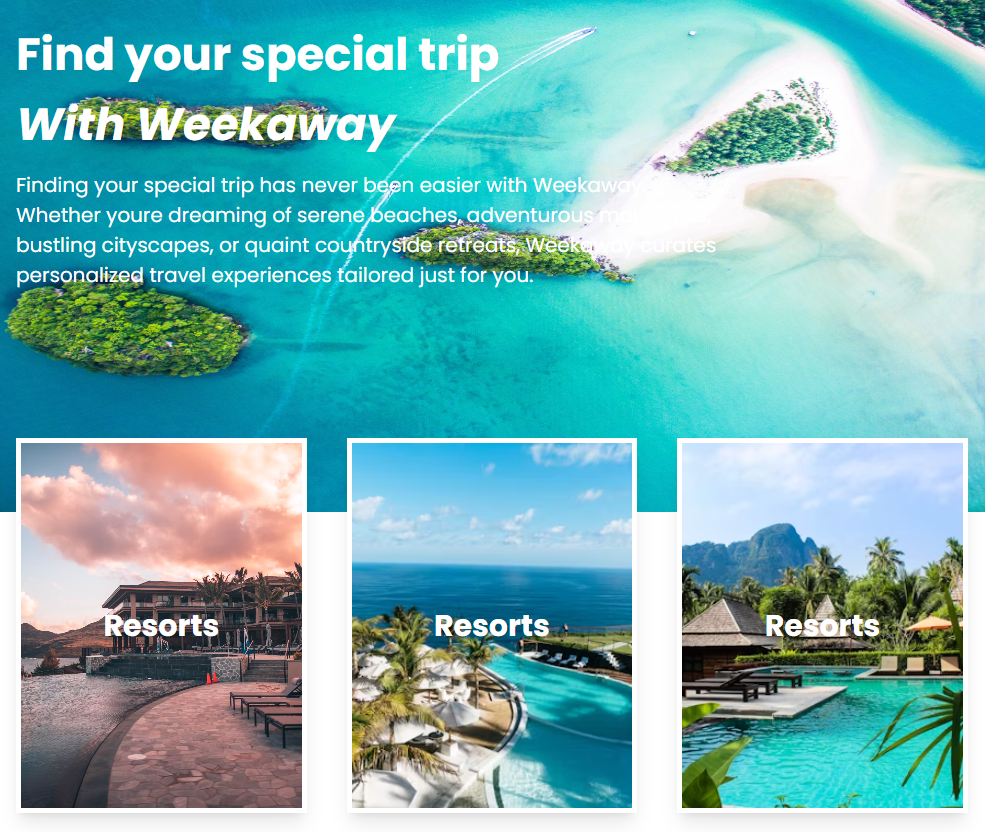 Find your special trip
With Weekaway
Finding your special trip has never been easier with Weekaway
Whether youre dreaming of serene beaches, adventurous
bustling cityscapes, or quaint countryside retreats, Weekaway curates
personalized travel experiences tailored just for you.
Resorts Resorts Resorts